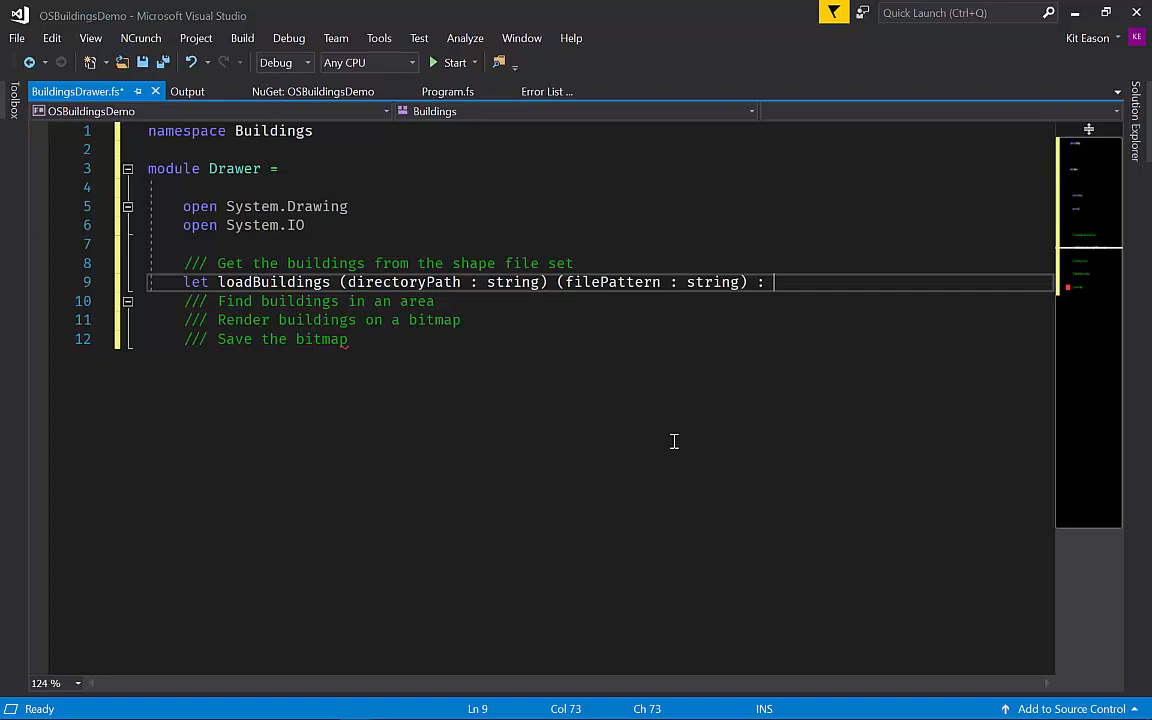 OSBuildingsDemo - Microsoft Visual Studio
Quick Launch (Ctrl+Q)
File Edit View NCrunch Project Build Debug Team Tools Test Analyze Window Help
Kit Eason KE
Debug Any CPU Start
BuildingsDrawer.fs* Output NuGet: OSBuildingsDemo Program.fs Error List ...
OSBuildingsDemo Buildings
Toolbox
Solution Explorer
1 namespace Buildings
2
3 module Drawer =
4
5 open System.Drawing
6 open System.IO
7
8 /// Get the buildings from the shape file set
9 let loadBuildings (directoryPath : string) (filePattern : string) :
10 /// Find buildings in an area
11 /// Render buildings on a bitmap
12 /// Save the bitmap
124 %
Ready Ln 9 Col 73 Ch 73 INS Add to Source Control